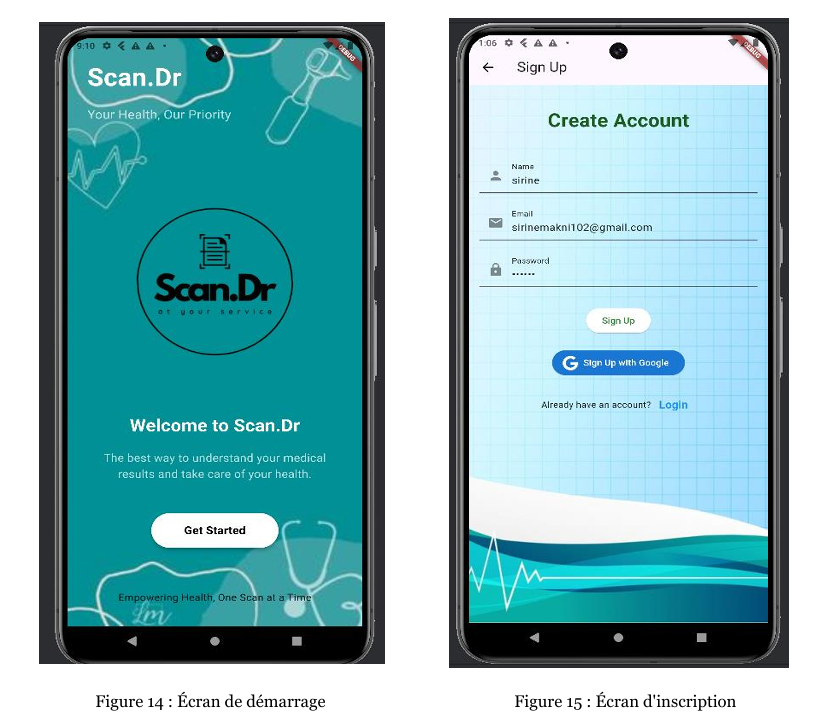 9:10
DEBUG
Scan.Dr
Your Health, Our Priority
Scan.Dr
at your service
Welcome to Scan.Dr
The best way to understand your medical
results and take care of your health.
Get Started
Empowering Health, One Scan at a Time
Lm
Figure 14 : Écran de démarrage
1:06
DEBUG
Sign Up
Create Account
Name
sirine
Email
sirinemakni102@gmail.com
Password
••••••
Sign Up
G Sign Up with Google
Already have an account? Login
Figure 15 : Écran d'inscription